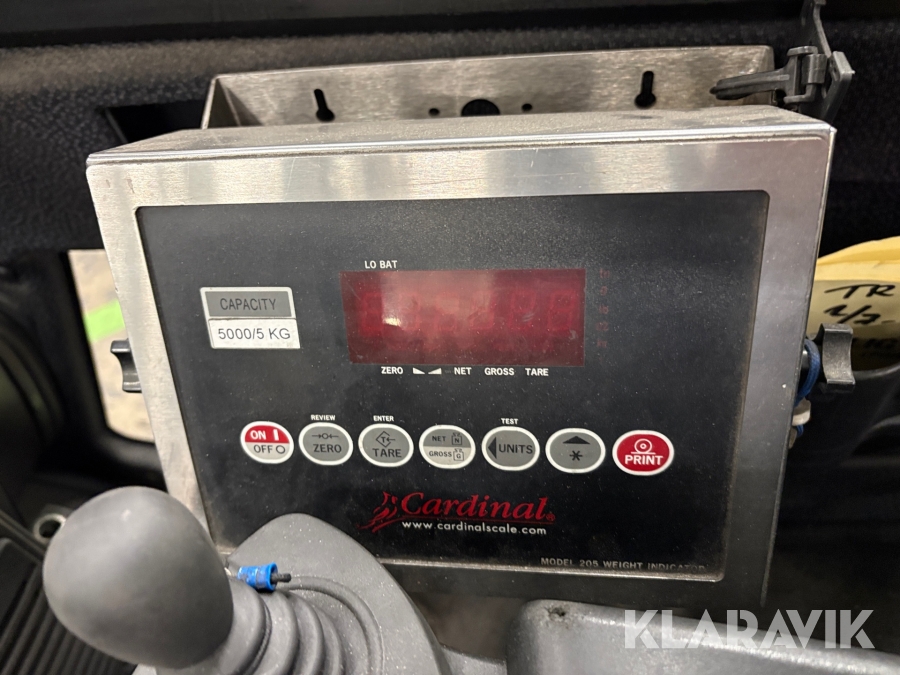 LO BAT
CAPACITY
5000/5 KG
ZERO NET GROSS TARE
REVIEW ENTER TEST
ON I OFF O
ZERO
T TARE
NET N GROSS G
UNITS
*
PRINT
Cardinal
www.cardinalscale.com
MODEL 205 WEIGHT INDICATOR
TR
KLARAVIK